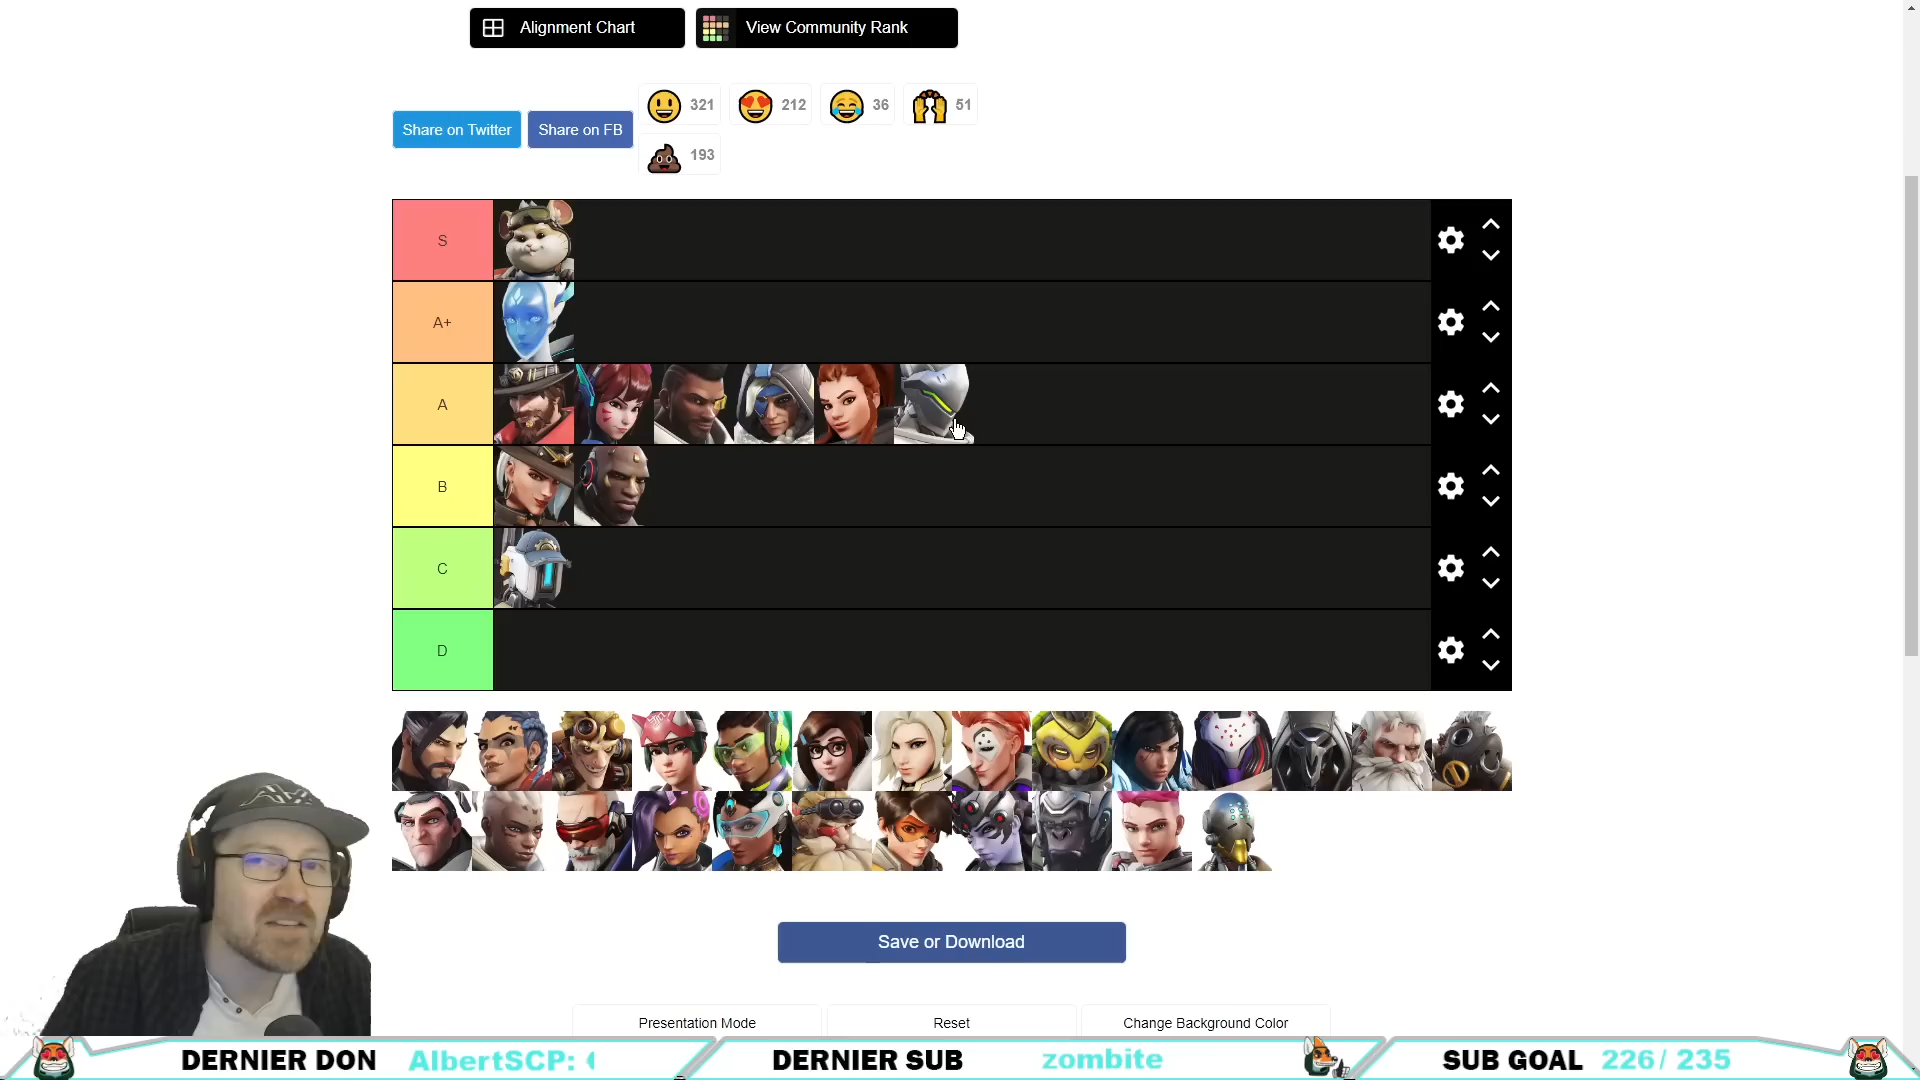 Alignment Chart
View Community Rank
321
212
36
51
Share on Twitter
Share on FB
193
S
A+
A
B
C
D
Save or Download
Presentation Mode
Reset
Change Background Color
DERNIER DON AlbertSCP:
DERNIER SUB zombite
SUB GOAL 226 / 235